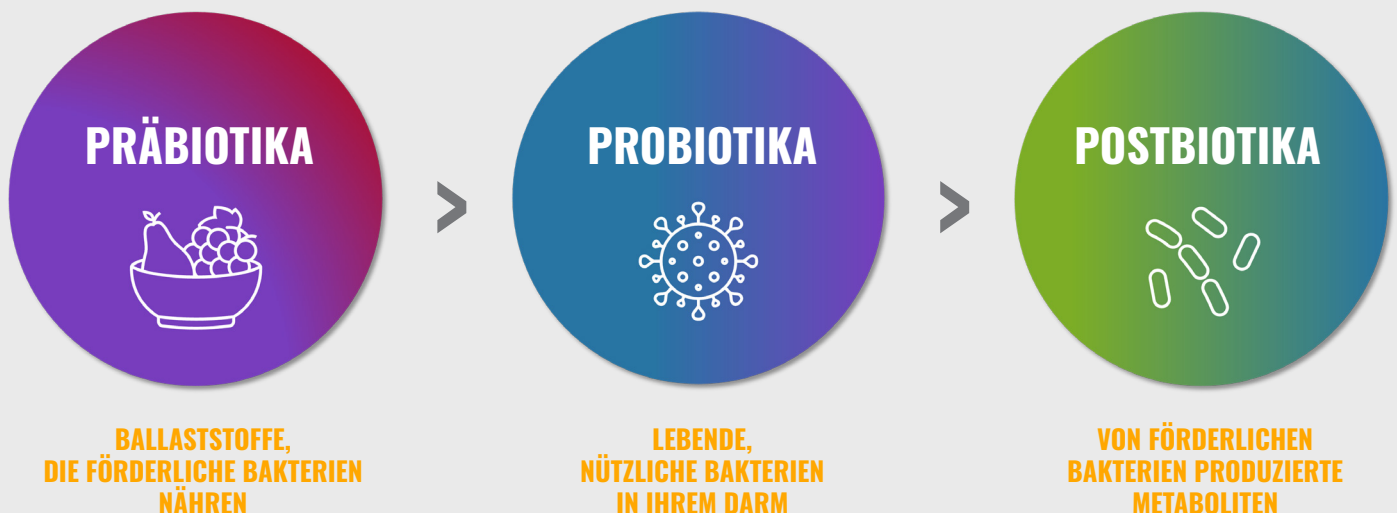 PRÄBIOTIKA
>
PROBIOTIKA
>
POSTBIOTIKA
BALLASTSTOFFE,
DIE FÖRDERLICHE BAKTERIEN
NÄHREN
LEBENDE,
NÜTZLICHE BAKTERIEN
IN IHREM DARM
VON FÖRDERLICHEN
BAKTERIEN PRODUZIERTE
METABOLITEN